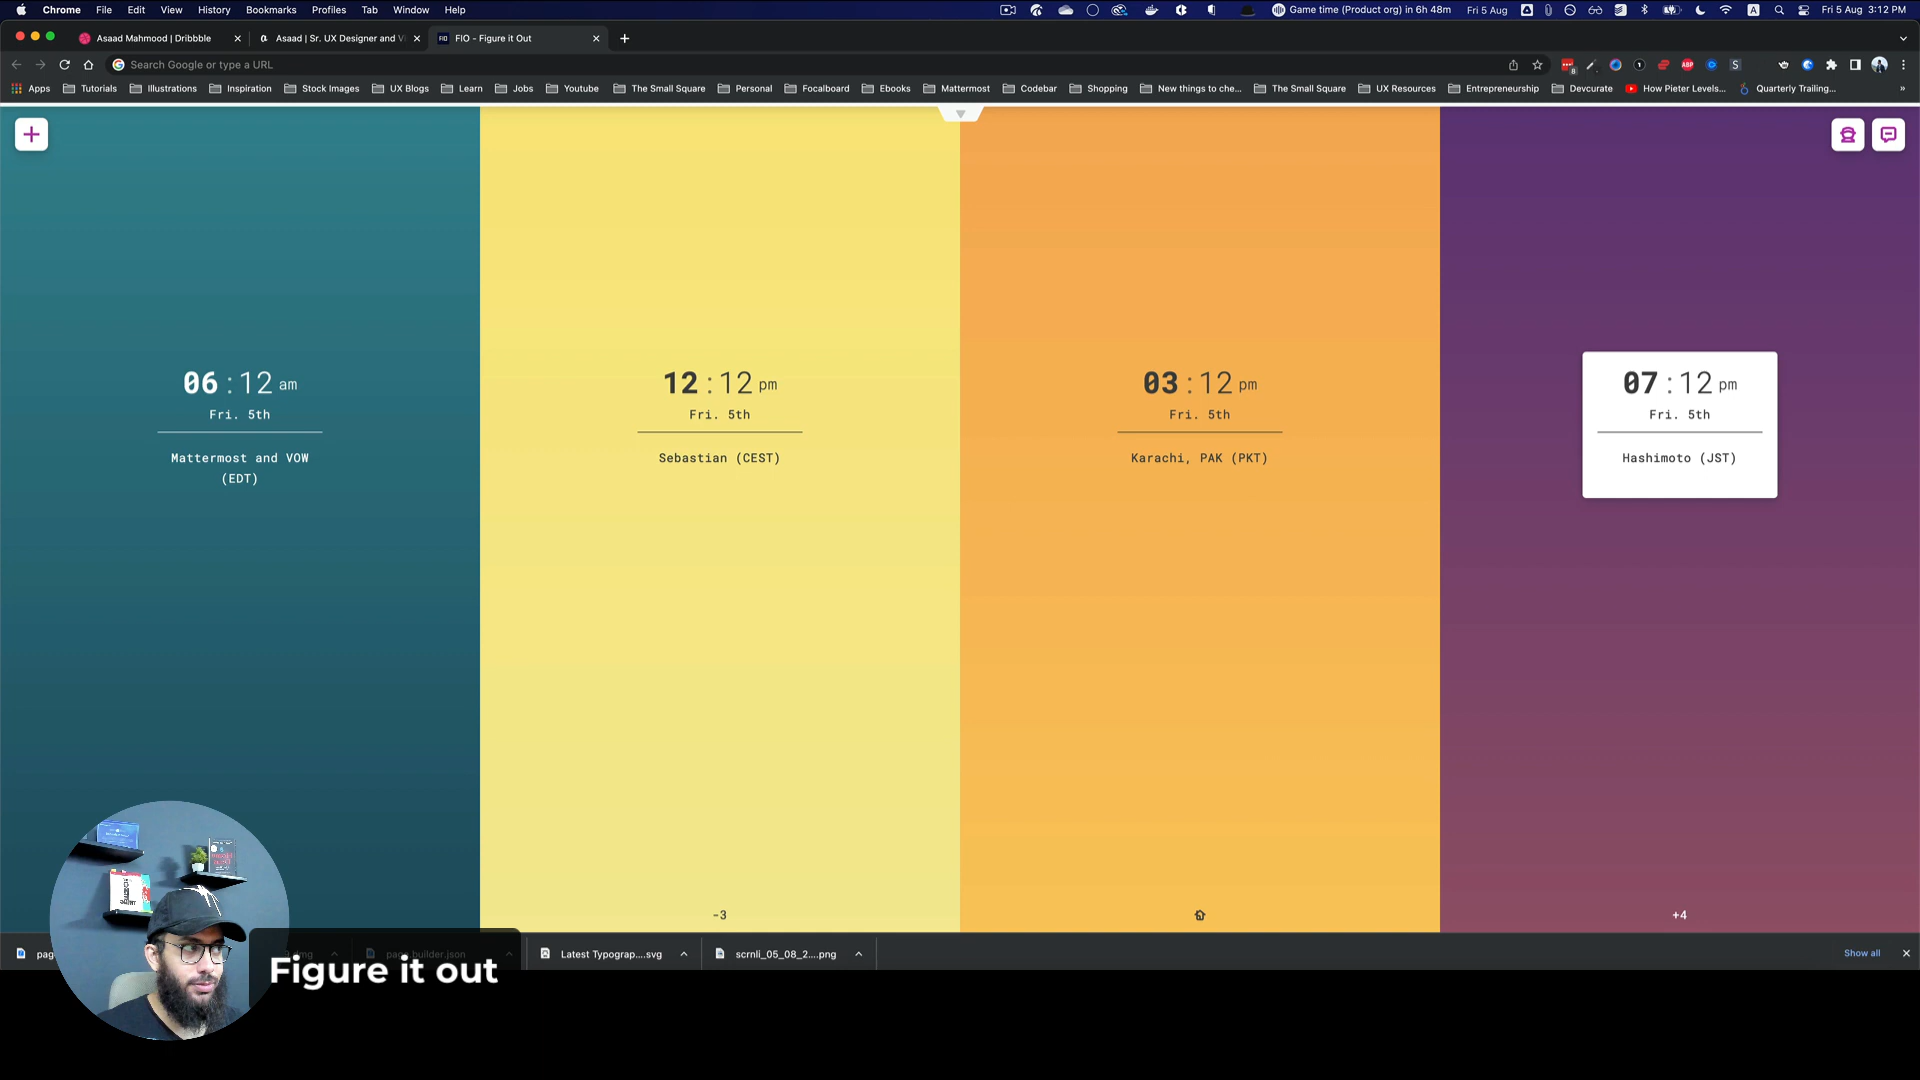 Chrome File Edit View History Bookmarks Profiles Tab Window Help
Game time (Product org) in 6h 48m Fri 5 Aug Fri 5 Aug 3:12 PM
Asaad Mahmood | Dribbble
Asaad | Sr. UX Designer and V
FIO - Figure it Out
Search Google or type a URL
Apps Tutorials Illustrations Inspiration Stock Images UX Blogs Learn Jobs Youtube The Small Square Personal Focalboard Ebooks Mattermost Codebar Shopping New things to che... The Small Square UX Resources Entrepreneurship Devcurate How Pieter Levels... Quarterly Trailing... »
06:12 am
Fri. 5th
Mattermost and VOW
(EDT)
12:12 pm
Fri. 5th
Sebastian (CEST)
-3
03:12 pm
Fri. 5th
Karachi, PAK (PKT)
07:12 pm
Fri. 5th
Hashimoto (JST)
+4
pag
page builder.json
Latest Typograp....svg
scrnli_05_08_2....png
Show all
Figure it out